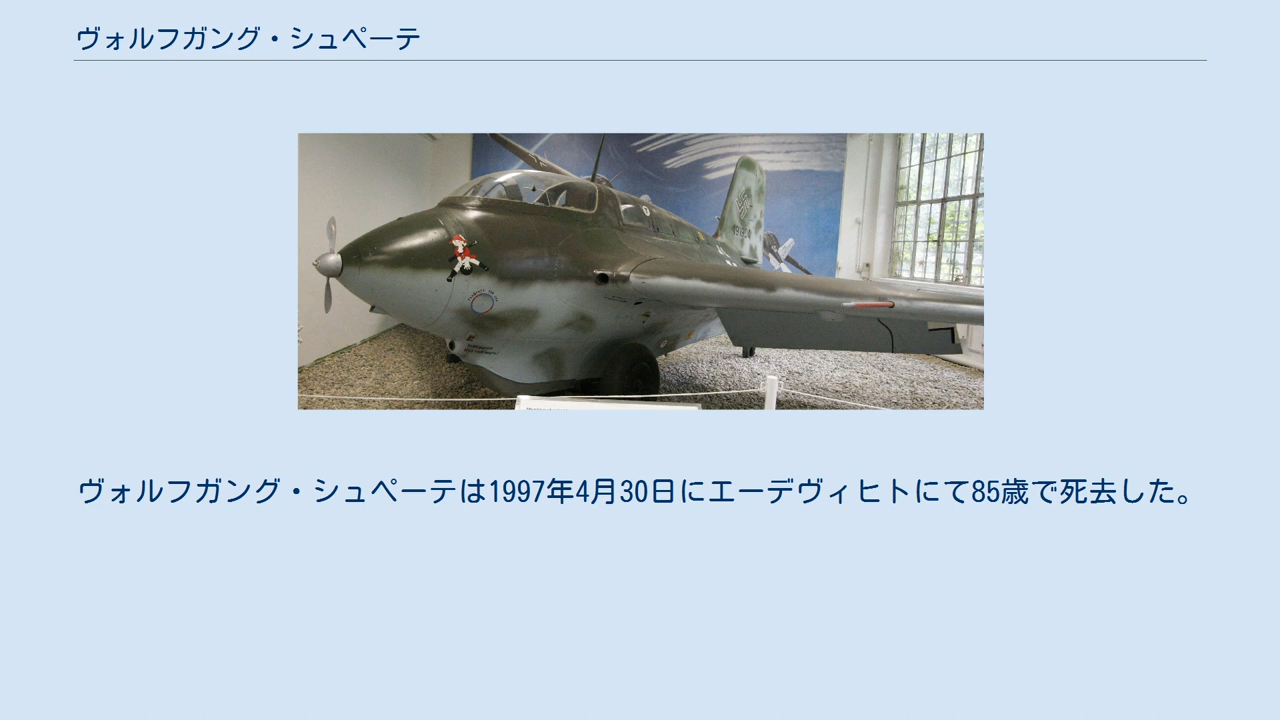 ヴォルフガング・シュペーテ
ヴォルフガング・シュペーテは1997年4月30日にエーデヴィヒトにて85歳で死去した。